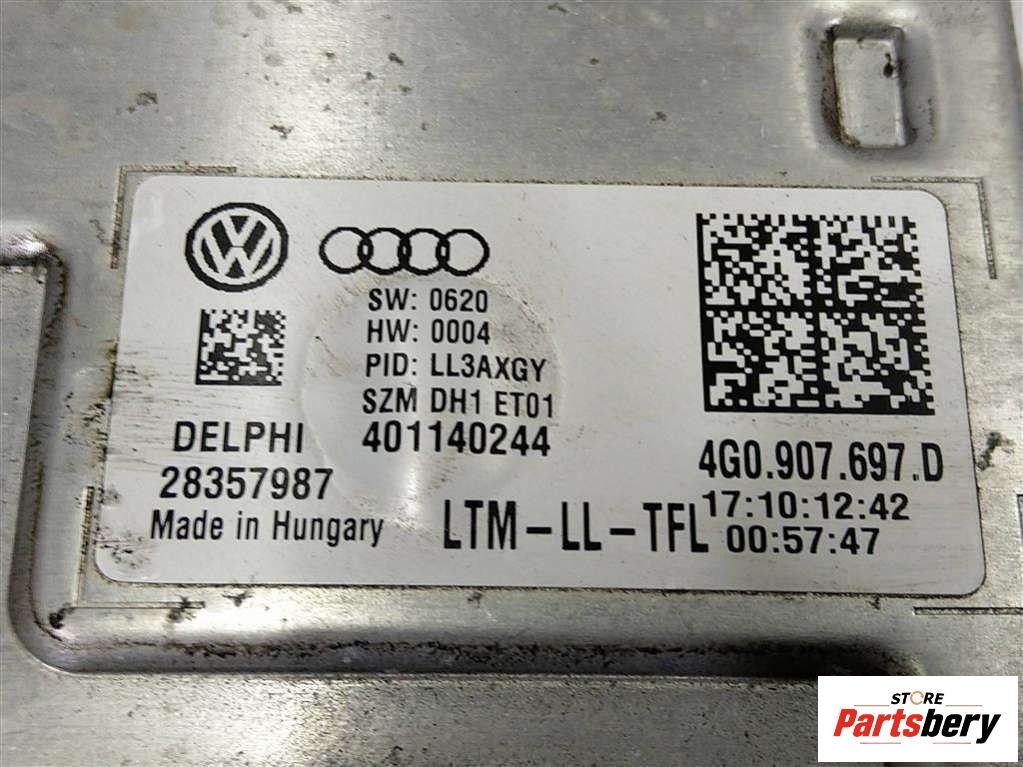 SW: 0620
HW: 0004
PID: LL3AXGY
SZM DH1 ET01
DELPHI 401140244
28357987
Made in Hungary
LTM-LL-TFL
4G0.907.697.D
17:10:12:42
00:57:47
STORE
Partsbery